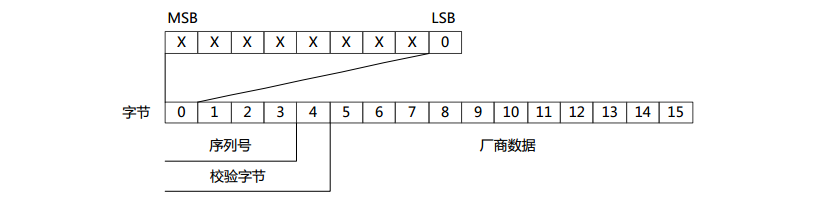 MSB LSB
X X X X X X X X 0
字节 0 1 2 3 4 5 6 7 8 9 10 11 12 13 14 15
序列号 厂商数据
校验字节